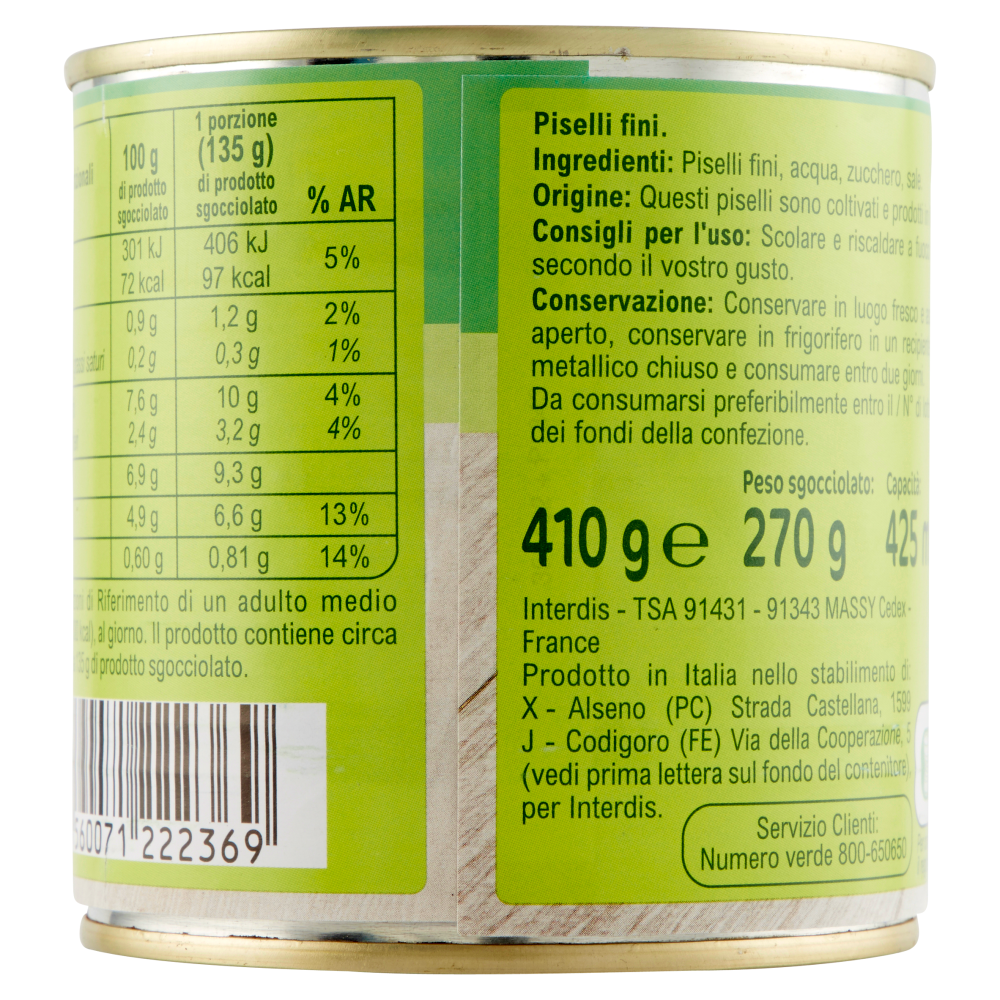 100 g
di prodotto
sgocciolato
1 porzione
(135 g)
di prodotto
sgocciolato
% AR
301 kJ 406 kJ 5%
72 kcal 97 kcal
0,9 g 1,2 g 2%
0,2 g 0,3 g 1%
7,6 g 10 g 4%
2,4 g 3,2 g 4%
6,9 g 9,3 g
4,9 g 6,6 g 13%
0,60 g 0,81 g 14%
di Riferimento di un adulto medio
al giorno. Il prodotto contiene circa
di prodotto sgocciolato.
560071 222369
Piselli fini.
Ingredienti: Piselli fini, acqua, zucchero, sale
Origine: Questi piselli sono coltivati e prodotti
Consigli per l'uso: Scolare e riscaldare a
secondo il vostro gusto.
Conservazione: Conservare in luogo fresco e
aperto, conservare in frigorifero in un
metallico chiuso e consumare entro due giorni
Da consumarsi preferibilmente entro il / N° di
dei fondi della confezione.
Peso sgocciolato: Capacità
410 g ℮ 270 g 425
Interdis - TSA 91431 - 91343 MASSY Cedex -
France
Prodotto in Italia nello stabilimento di:
X - Alseno (PC) Strada Castellana, 1599
J - Codigoro (FE) Via della Cooperazione, 5
(vedi prima lettera sul fondo del contenitore),
per Interdis.
Servizio Clienti:
Numero verde 800-650650